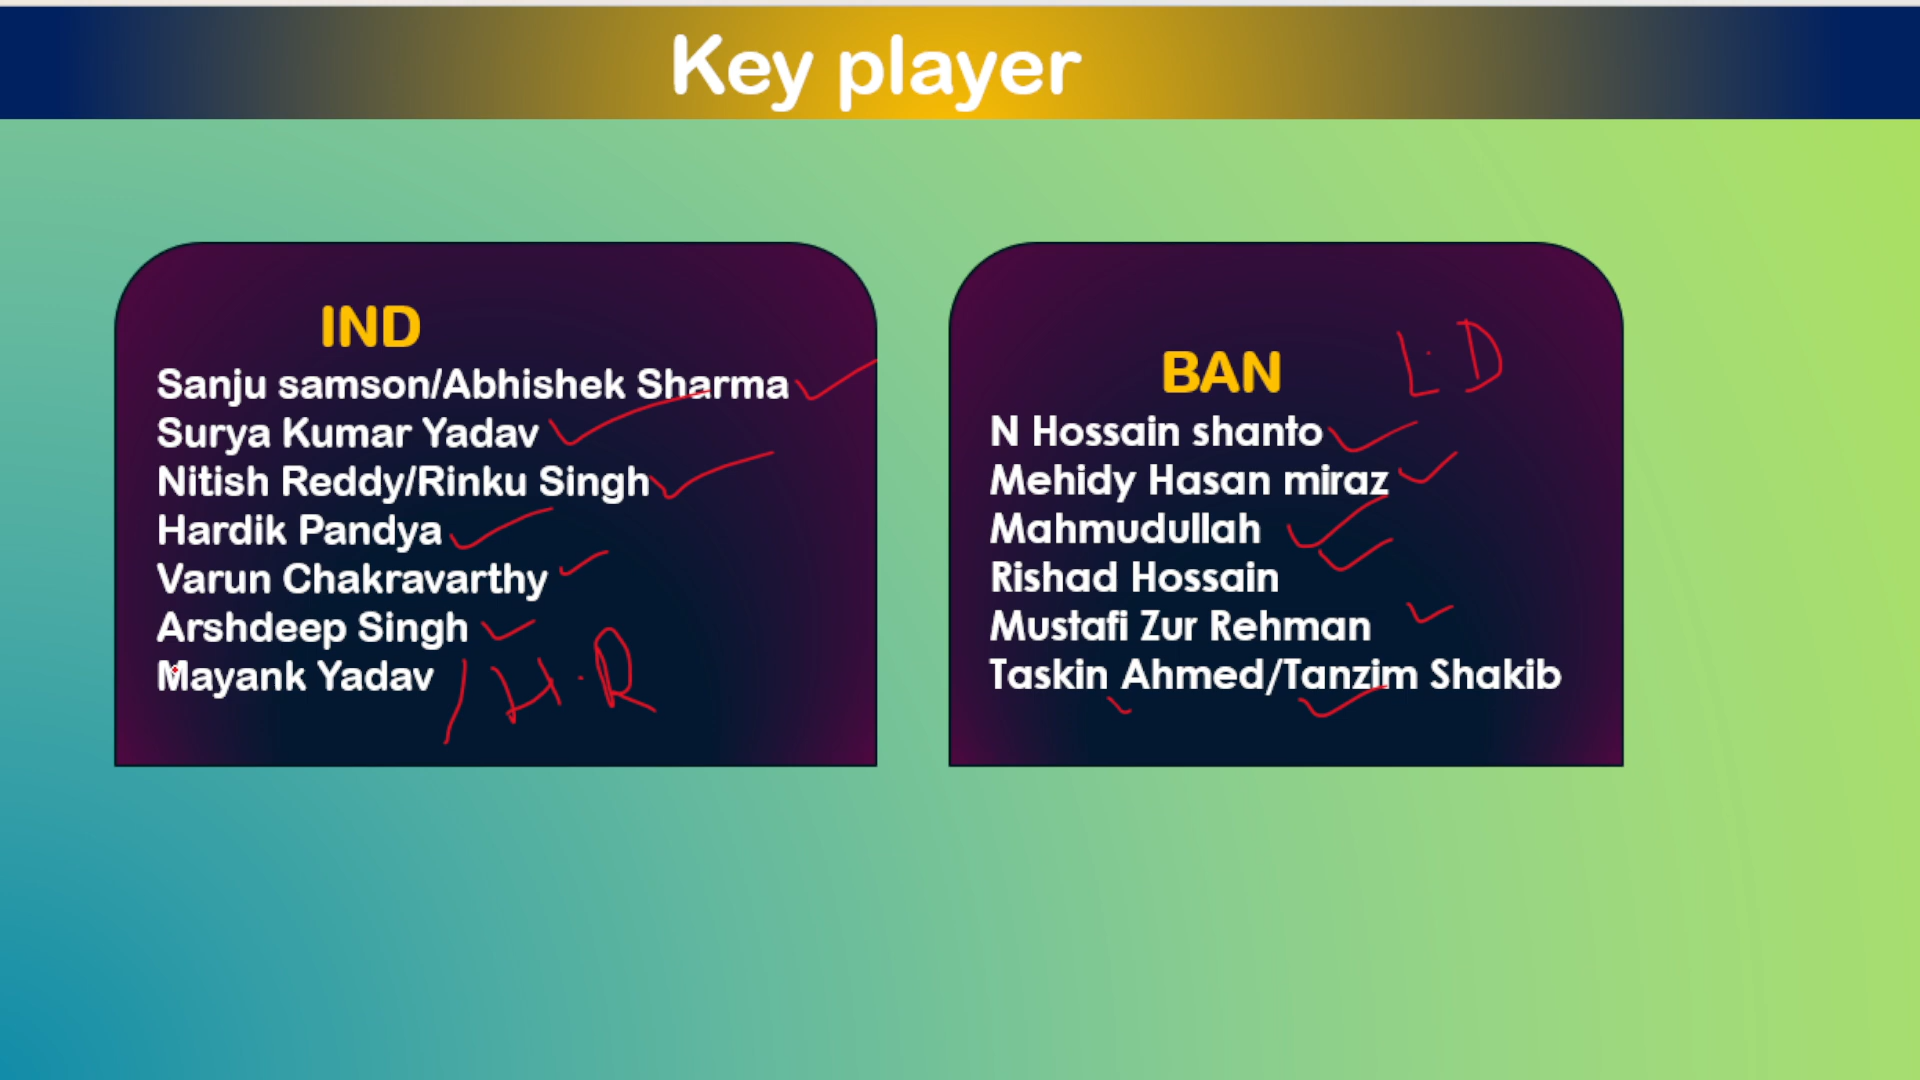 Key player
IND
Sanju samson/Abhishek Sharma
Surya Kumar Yadav
Nitish Reddy/Rinku Singh
Hardik Pandya
Varun Chakravarthy
Arshdeep Singh
Mayank Yadav / H.R
L.D
BAN
N Hossain shanto
Mehidy Hasan miraz
Mahmudullah
Rishad Hossain
Mustafi Zur Rehman
Taskin Ahmed/Tanzim Shakib